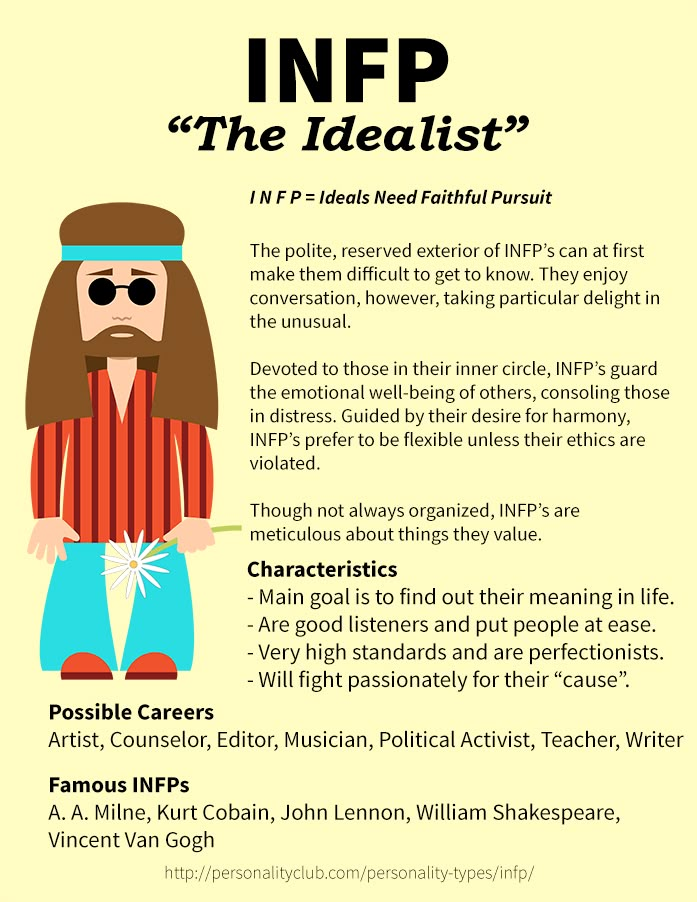 INFP
“The Idealist”
I N F P = Ideals Need Faithful Pursuit
The polite, reserved exterior of INFP’s can at first
make them difficult to get to know. They enjoy
conversation, however, taking particular delight in
the unusual.
Devoted to those in their inner circle, INFP’s guard
the emotional well-being of others, consoling those
in distress. Guided by their desire for harmony,
INFP’s prefer to be flexible unless their ethics are
violated.
Though not always organized, INFP’s are
meticulous about things they value.
Characteristics
- Main goal is to find out their meaning in life.
- Are good listeners and put people at ease.
- Very high standards and are perfectionists.
- Will fight passionately for their “cause”.
Possible Careers
Artist, Counselor, Editor, Musician, Political Activist, Teacher, Writer
Famous INFPs
A. A. Milne, Kurt Cobain, John Lennon, William Shakespeare,
Vincent Van Gogh
http://personalityclub.com/personality-types/infp/